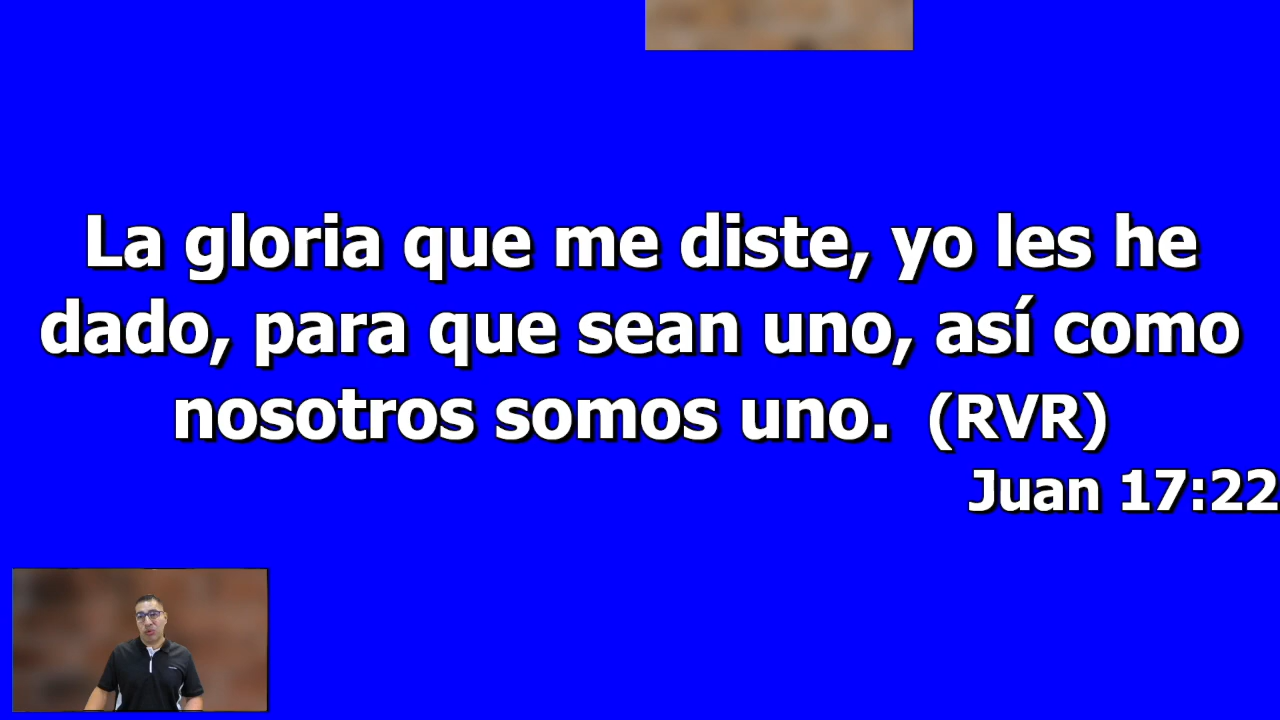 La gloria que me diste, yo les he
dado, para que sean uno, así como
nosotros somos uno.  (RVR)
Juan 17:22